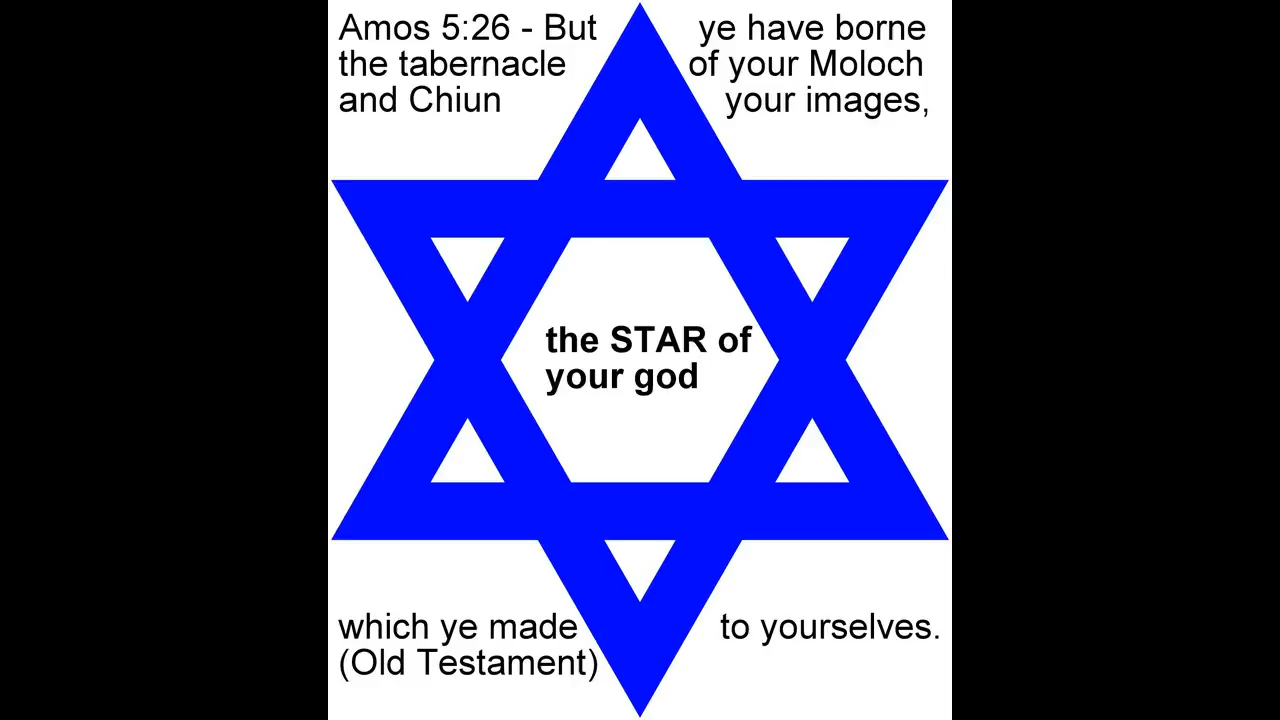 Amos 5:26 - But ye have borne
the tabernacle of your Moloch
and Chiun your images,
the STAR of
your god
which ye made to yourselves.
(Old Testament)